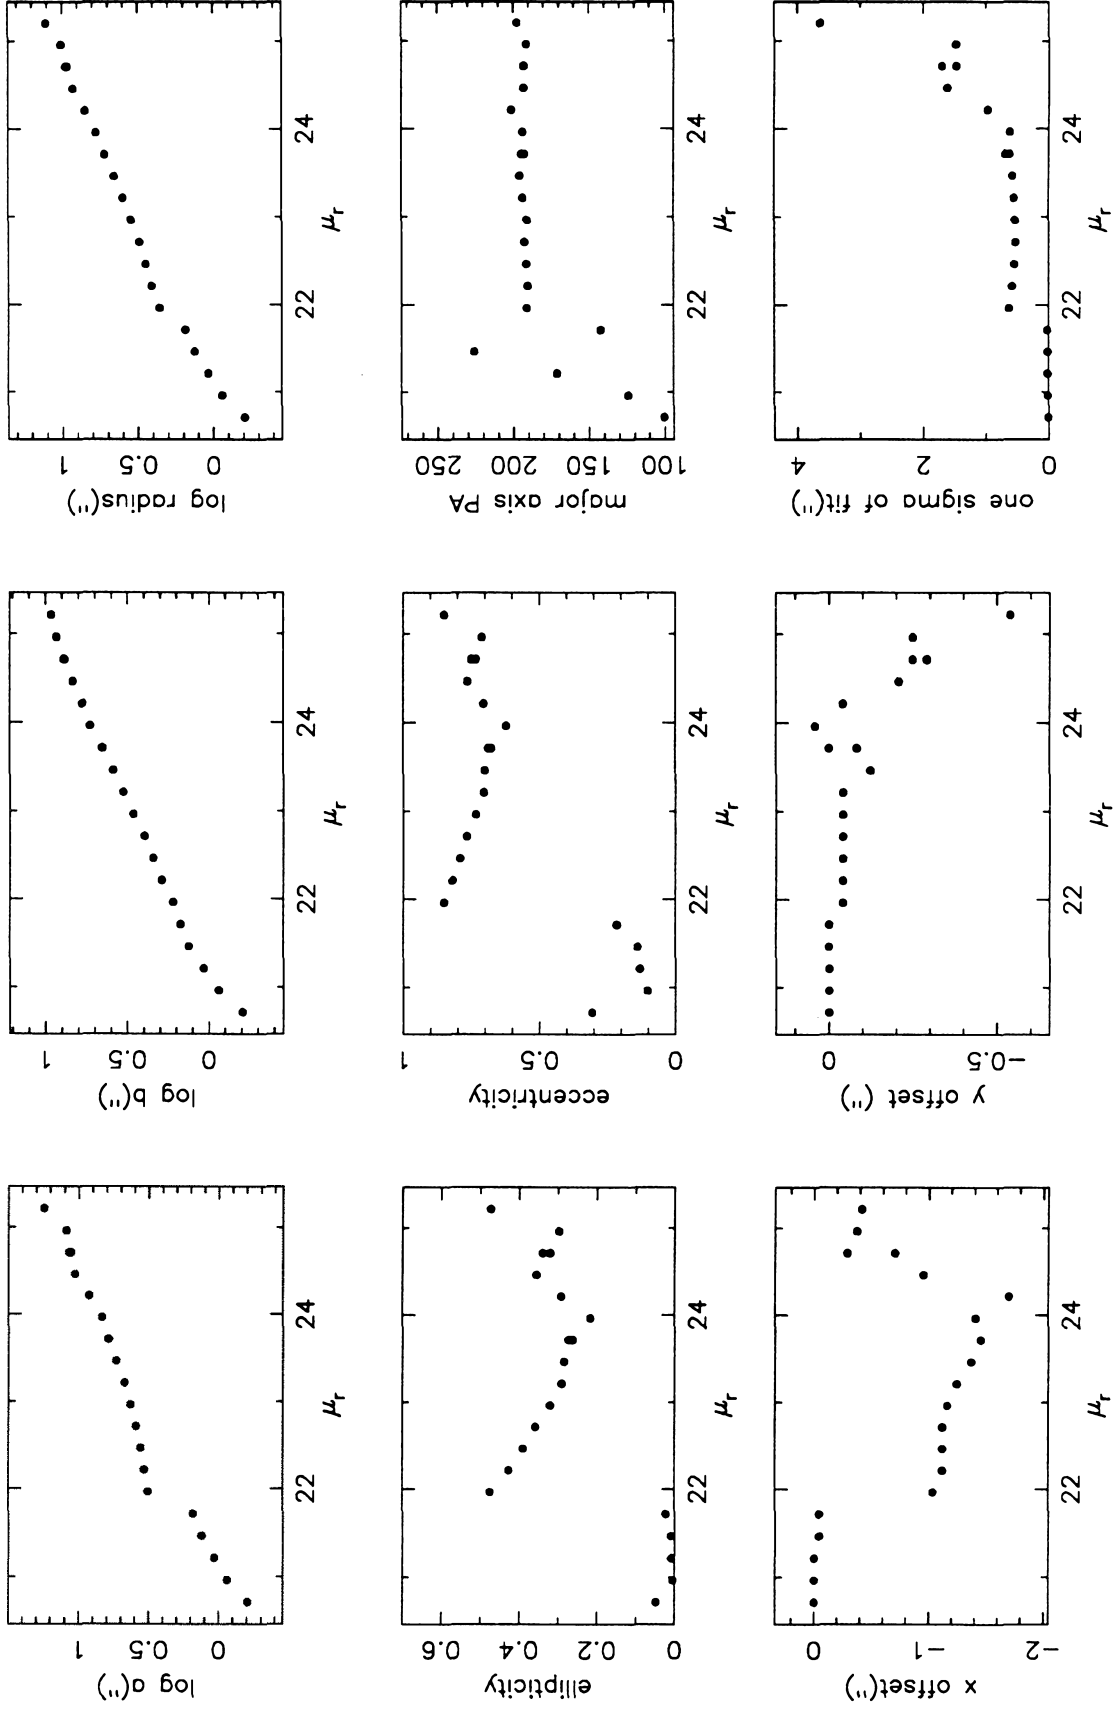 log a(")
1
0.5
0
22
24
μr
log b(")
1
0.5
0
22
24
μr
log radius(")
1
0.5
0
22
24
μr
ellipticity
0.6
0.4
0.2
0
22
24
μr
eccentricity
1
0.5
0
22
24
μr
major axis PA
250
200
150
100
22
24
μr
x offset(")
0
−1
−2
22
24
μr
y offset (")
0
−0.5
22
24
μr
one sigma of fit(")
4
2
0
22
24
μr